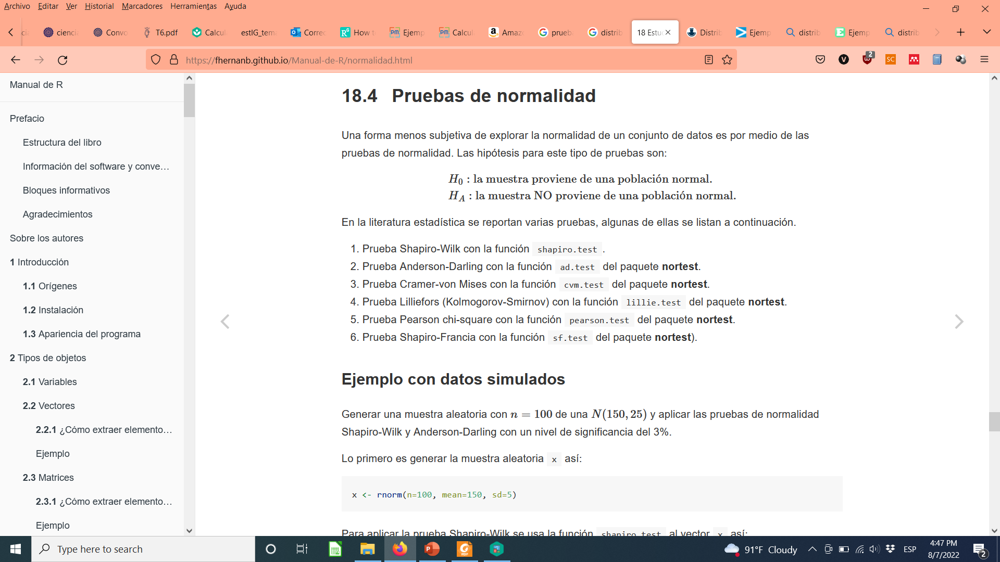 Archivo Editar Ver Historial Marcadores Herramientas Ayuda
cienci Convo T6.pdf Calcul estIG_tem Correc How t Ejemp Calcul Amaz prueb distrib 18 Estu Distrib Ejemp distrib Ejemp distrib
https://fhernanb.github.io/Manual-de-R/normalidad.html
2
Manual de R
Prefacio
Estructura del libro
Información del software y conve…
Bloques informativos
Agradecimientos
Sobre los autores
1 Introducción
1.1 Orígenes
1.2 Instalación
1.3 Apariencia del programa
2 Tipos de objetos
2.1 Variables
2.2 Vectores
2.2.1 ¿Cómo extraer elemento…
Ejemplo
2.3 Matrices
2.3.1 ¿Cómo extraer elemento…
Ejemplo
18.4 Pruebas de normalidad
Una forma menos subjetiva de explorar la normalidad de un conjunto de datos es por medio de las
pruebas de normalidad. Las hipótesis para este tipo de pruebas son:
H₀ : la muestra proviene de una población normal.
H_A : la muestra NO proviene de una población normal.
En la literatura estadística se reportan varias pruebas, algunas de ellas se listan a continuación.
1. Prueba Shapiro-Wilk con la función shapiro.test .
2. Prueba Anderson-Darling con la función ad.test del paquete nortest.
3. Prueba Cramer-von Mises con la función cvm.test del paquete nortest.
4. Prueba Lilliefors (Kolmogorov-Smirnov) con la función lillie.test del paquete nortest.
5. Prueba Pearson chi-square con la función pearson.test del paquete nortest.
6. Prueba Shapiro-Francia con la función sf.test del paquete nortest).
Ejemplo con datos simulados
Generar una muestra aleatoria con n = 100 de una N(150, 25) y aplicar las pruebas de normalidad
Shapiro-Wilk y Anderson-Darling con un nivel de significancia del 3%.
Lo primero es generar la muestra aleatoria x así:
x <- rnorm(n=100, mean=150, sd=5)
Para aplicar la prueba Shapiro-Wilk se usa la función shapiro.test al vector x así:
Type here to search
91°F Cloudy
ESP
4:47 PM
8/7/2022
2